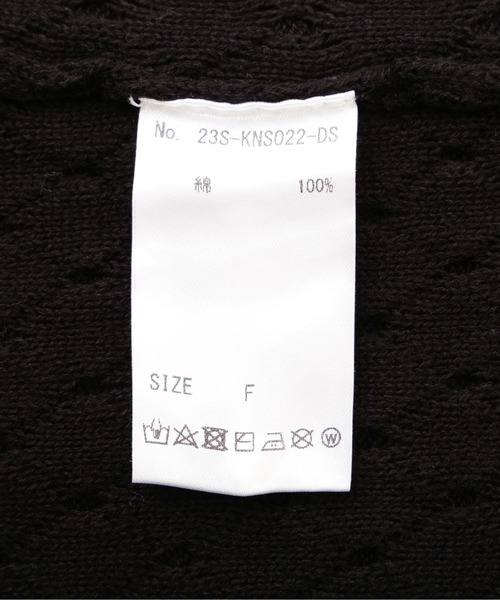 No. 23S-KNS022-DS
綿 100%
SIZE F
W